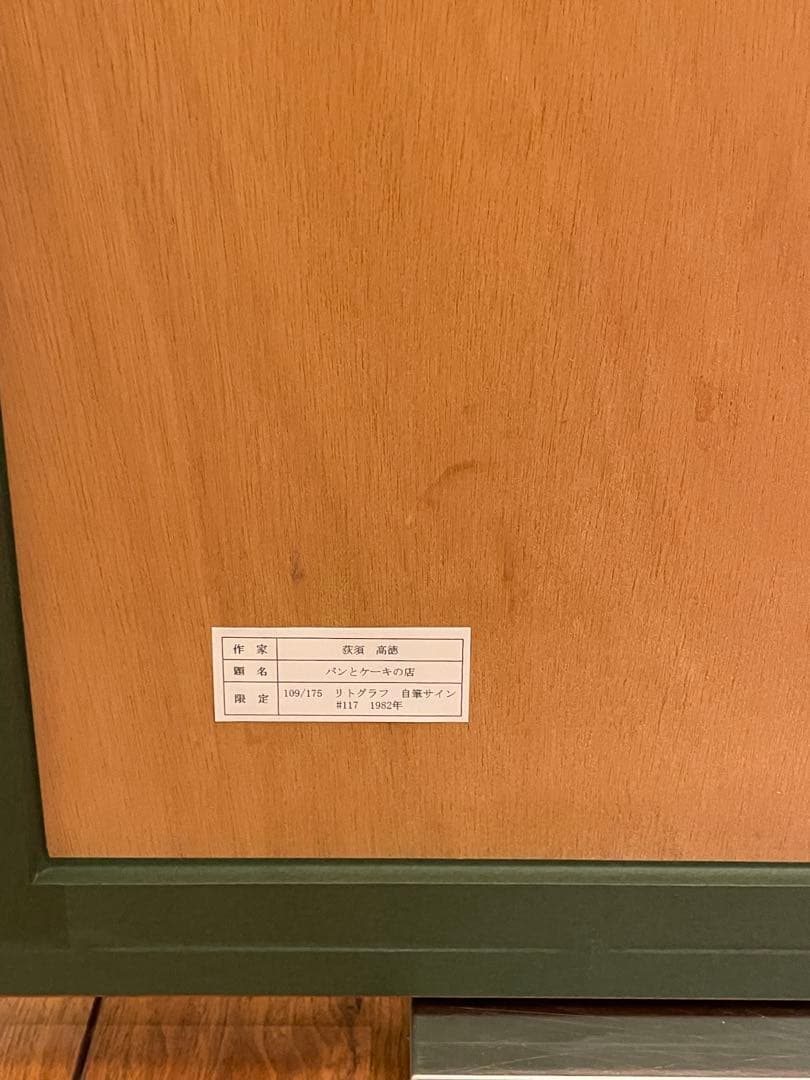 作 家 荻須 高徳
顕 名 パンとケーキの店
限 定 109/175 リトグラフ 自筆サイン
#117 1982年